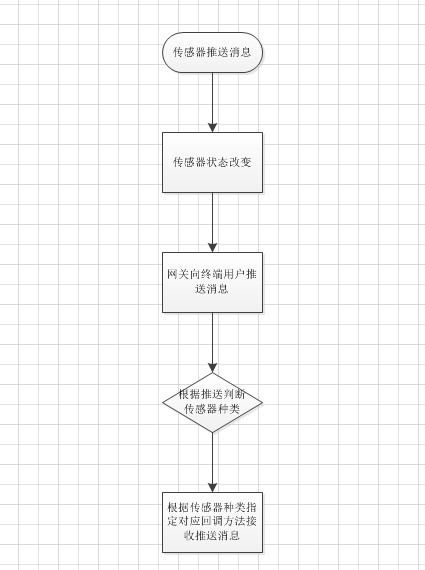 传感器推送消息
传感器状态改变
网关向终端用户推
送消息
根据推送判断
传感器种类
根据传感器种类指
定对应回调方法接
收推送消息